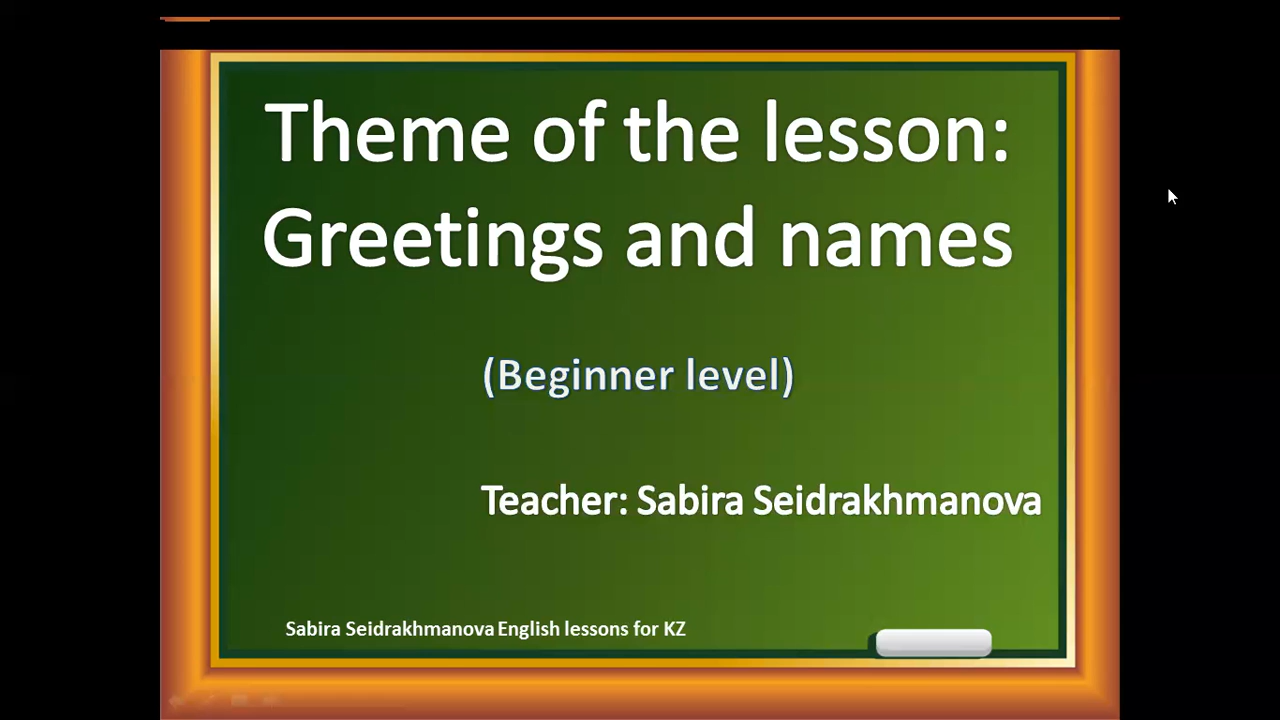 Theme of the lesson:
Greetings and names
(Beginner level)
Teacher: Sabira Seidrakhmanova
Sabira Seidrakhmanova English lessons for KZ